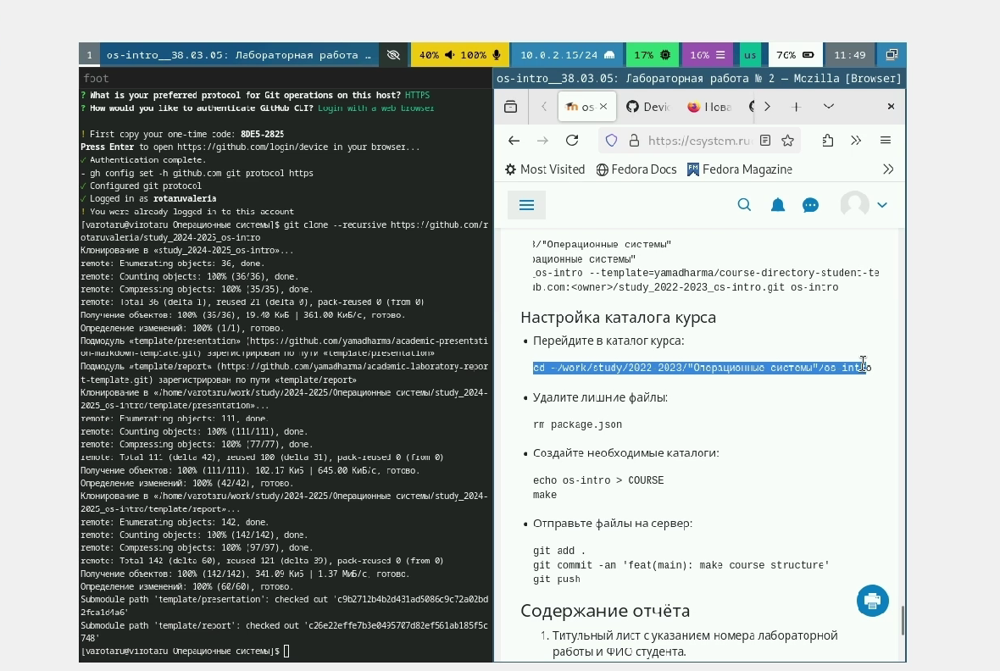 1 os-intro__38.03.05: Лабораторная работа … 40% 100% 10.0.2.15/24 17% 16% us 76% 11:49
foot
? What is your preferred protocol for Git operations on this host? HTTPS
? How would you like to authenticate GitHub CLI? Login with a web browser
! First copy your one-time code: 8DE5-2825
Press Enter to open https://github.com/login/device in your browser...
✓ Authentication complete.
- gh config set -h github.com git_protocol https
✓ Configured git protocol
✓ Logged in as rotaruvaleria
! You were already logged in to this account
[varotaru@virotaru Операционные системы]$ git clone --recursive https://github.com/r
otaruvaleria/study_2024-2025_os-intro
Клонирование в «study_2024-2025_os-intro»...
remote: Enumerating objects: 36, done.
remote: Counting objects: 100% (36/36), done.
remote: Compressing objects: 100% (35/35), done.
remote: Total 36 (delta 1), reused 21 (delta 0), pack-reused 0 (from 0)
Получение объектов: 100% (36/36), 19.40 КиБ | 361.00 КиБ/с, готово.
Определение изменений: 100% (1/1), готово.
Подмодуль «template/presentation» (https://github.com/yamadharma/academic-presentati
on-markdown-template.git) зарегистрирован по пути «template/presentation»
Подмодуль «template/report» (https://github.com/yamadharma/academic-laboratory-repor
t-template.git) зарегистрирован по пути «template/report»
Клонирование в «/home/varotaru/work/study/2024-2025/Операционные системы/study_2024-
2025_os-intro/template/presentation»...
remote: Enumerating objects: 111, done.
remote: Counting objects: 100% (111/111), done.
remote: Compressing objects: 100% (77/77), done.
remote: Total 111 (delta 42), reused 100 (delta 31), pack-reused 0 (from 0)
Получение объектов: 100% (111/111), 102.17 КиБ | 645.00 КиБ/с, готово.
Определение изменений: 100% (42/42), готово.
Клонирование в «/home/varotaru/work/study/2024-2025/Операционные системы/study_2024-
2025_os-intro/template/report»...
remote: Enumerating objects: 142, done.
remote: Counting objects: 100% (142/142), done.
remote: Compressing objects: 100% (97/97), done.
remote: Total 142 (delta 60), reused 121 (delta 39), pack-reused 0 (from 0)
Получение объектов: 100% (142/142), 341.09 КиБ | 1.37 МиБ/с, готово.
Определение изменений: 100% (60/60), готово.
Submodule path 'template/presentation': checked out 'c9b2712b4b2d431ad5086c9c72a02bd
2fca1d4a6'
Submodule path 'template/report': checked out 'c26e22effe7b3e0495707d82ef561ab185f5c
748'
[varotaru@virotaru Операционные системы]$
os-intro__38.03.05: Лабораторная работа № 2 — Mozilla [Browser]
os- Devic Нова
https://esystem.ru
Most Visited Fedora Docs Fedora Magazine
3/"Операционные системы"
рационные системы"
_os-intro --template=yamadharma/course-directory-student-te
ub.com:<owner>/study_2022-2023_os-intro.git os-intro
Настройка каталога курса
• Перейдите в каталог курса:
cd ~/work/study/2022-2023/"Операционные системы"/os-intro
• Удалите лишние файлы:
rm package.json
• Создайте необходимые каталоги:
echo os-intro > COURSE
make
• Отправьте файлы на сервер:
git add .
git commit -am 'feat(main): make course structure'
git push
Содержание отчёта
1. Титульный лист с указанием номера лабораторной
работы и ФИО студента.